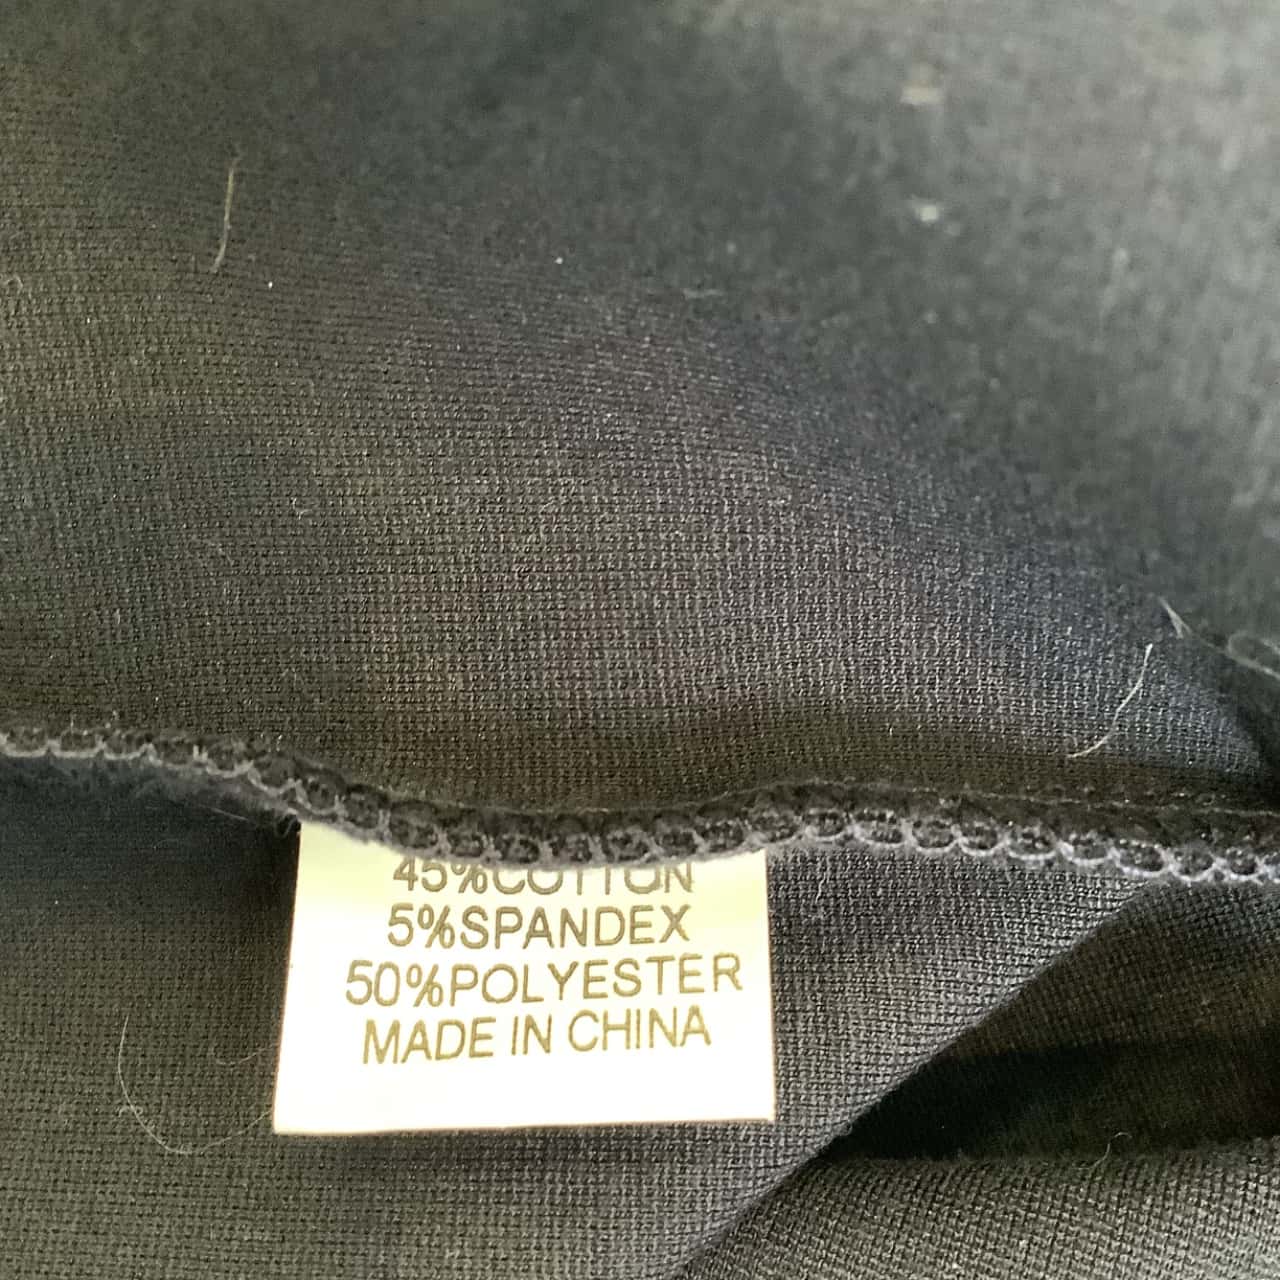 45%COTTON
5%SPANDEX
50%POLYESTER
MADE IN CHINA